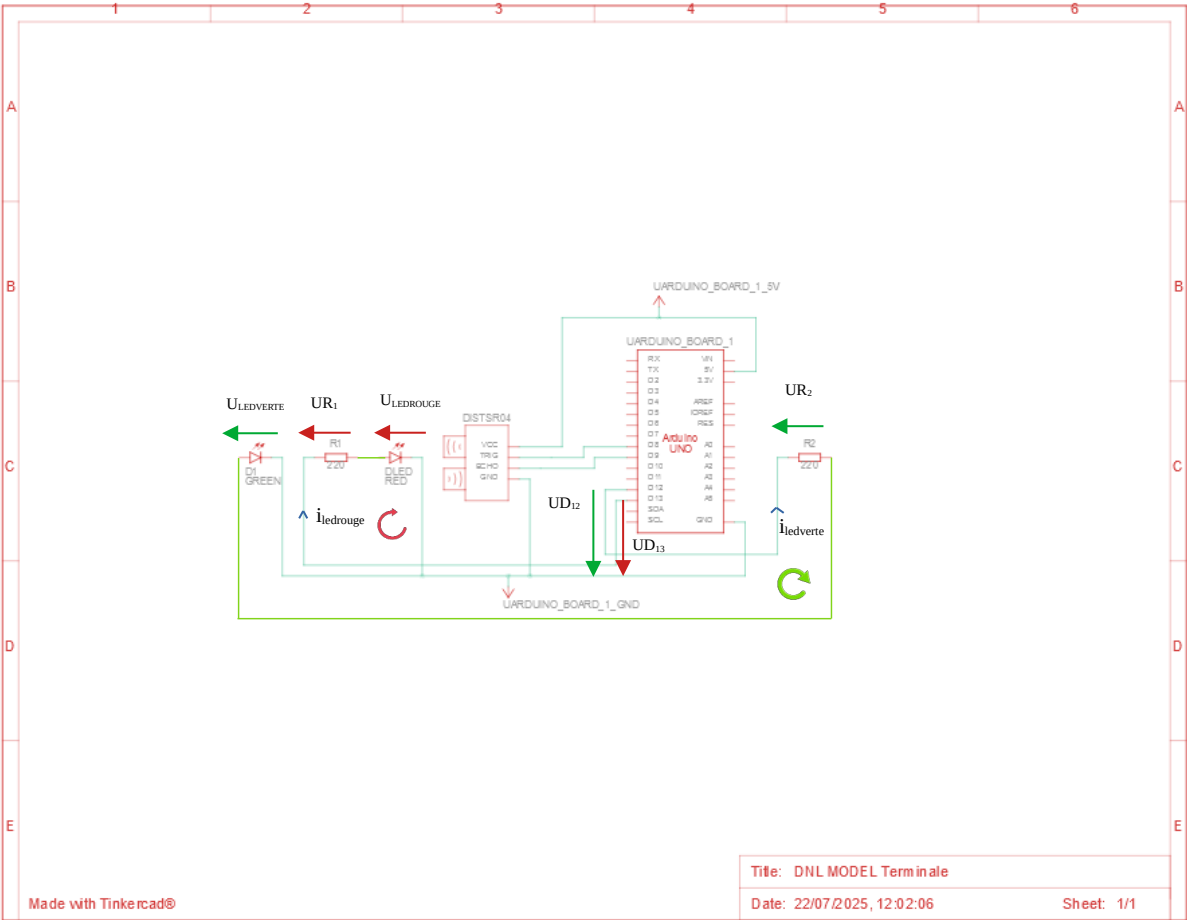 1 2 3 4 5 6
A A
B B
UARDUINO_BOARD_1_5V
UARDUINO_BOARD_1
RX VIN
TX 5V
D2 3.3V
D3
D4 AREF
D5 IOREF
D6 RES
D7
D8 A0
D9 A1
D10 A2
D11 A3
D12 A4
D13 A5
SDA
SCL GND
Arduino
UNO
ULEDVERTE UR1 ULEDROUGE
UR2
DISTSR04
VCC
TRIG
ECHO
GND
R1
220
R2
220
C C
D1
GREEN
DLED
RED
UD12
iledrouge
iledverte
UD13
UARDUINO_BOARD_1_GND
D D
E E
Title: DNL MODEL Terminale
Made with Tinkercad®
Date: 22/07/2025, 12:02:06 Sheet: 1/1